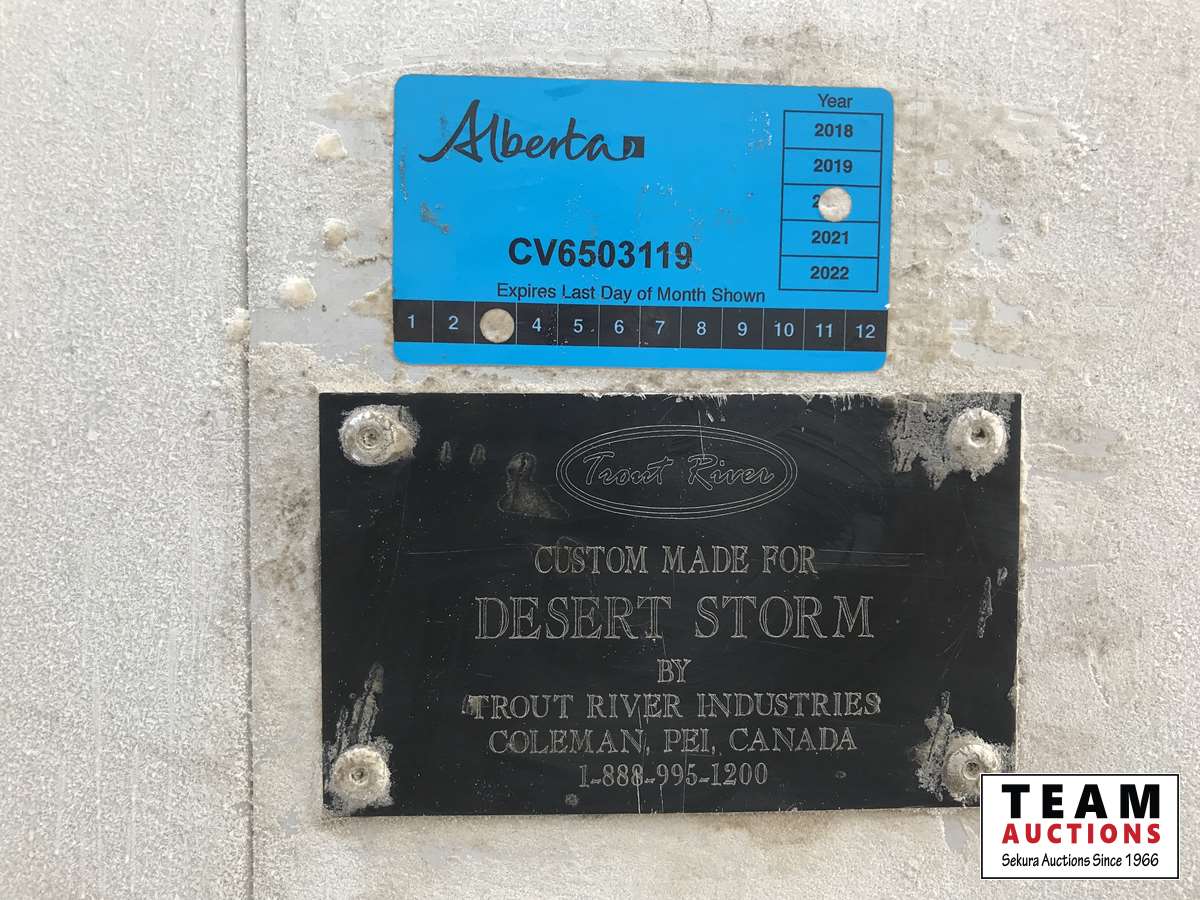 Alberta
Year
2018
2019
2021
2022
CV6503119
Expires Last Day of Month Shown
1 2 4 5 6 7 8 9 10 11 12
Trout River
CUSTOM MADE FOR
DESERT STORM
BY
TROUT RIVER INDUSTRIES
COLEMAN, PEI, CANADA
1-888-995-1200
TEAM
AUCTIONS
Sekura Auctions Since 1966